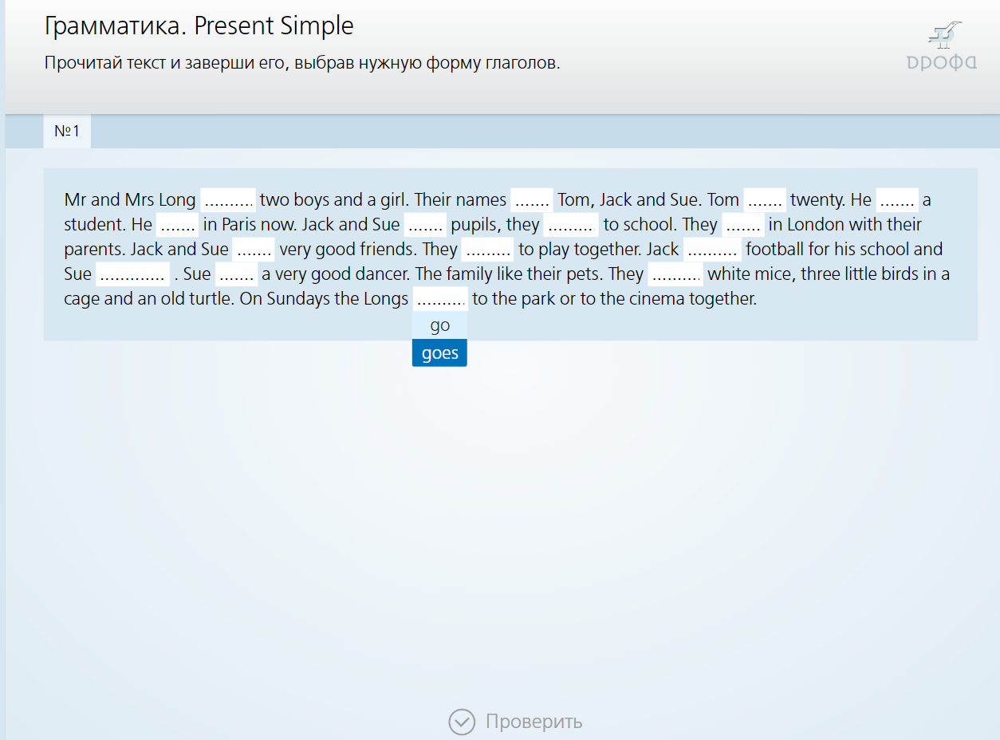 Грамматика. Present Simple
Прочитай текст и заверши его, выбрав нужную форму глаголов.
дрофа
№1
Mr and Mrs Long .......... two boys and a girl. Their names ....... Tom, Jack and Sue. Tom ....... twenty. He ....... a
student. He ....... in Paris now. Jack and Sue ....... pupils, they ......... to school. They ....... in London with their
parents. Jack and Sue ....... very good friends. They ......... to play together. Jack .......... football for his school and
Sue ............. . Sue ....... a very good dancer. The family like their pets. They .......... white mice, three little birds in a
cage and an old turtle. On Sundays the Longs .......... to the park or to the cinema together.
go
goes
Проверить